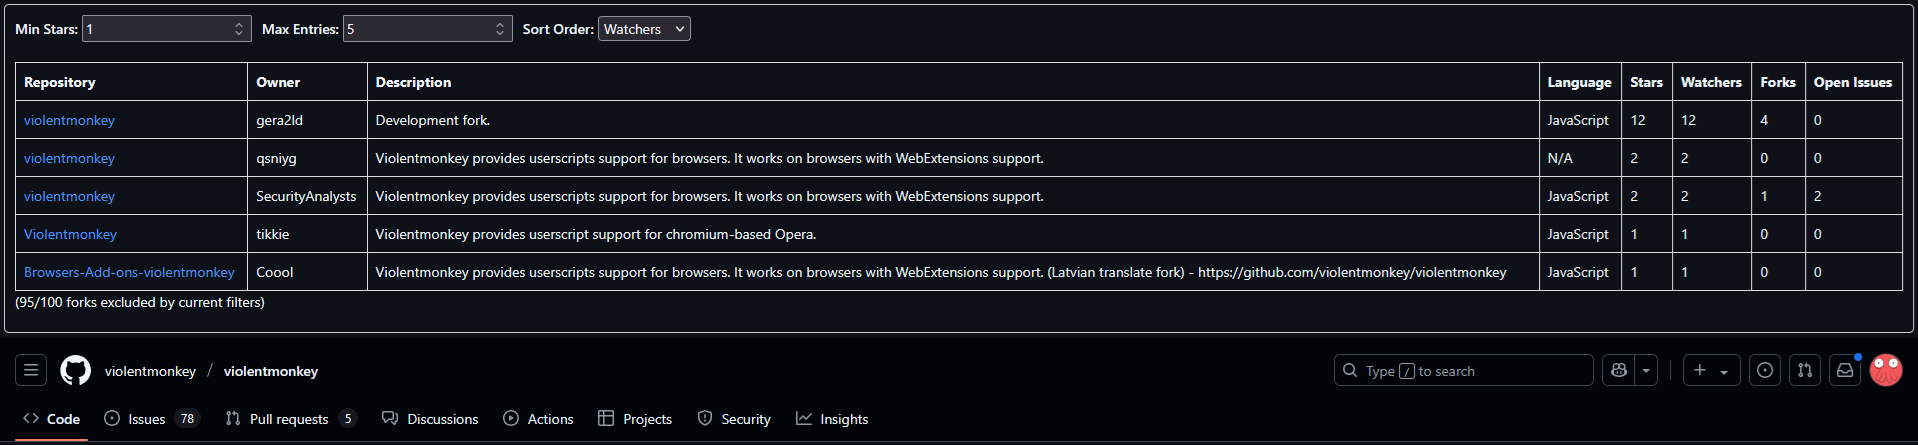 Min Stars: 1 Max Entries: 5 Sort Order: Watchers
Repository Owner Description Language Stars Watchers Forks Open Issues
violentmonkey gera2ld Development fork. JavaScript 12 12 4 0
violentmonkey qsniyg Violentmonkey provides userscripts support for browsers. It works on browsers with WebExtensions support. N/A 2 2 0 0
violentmonkey SecurityAnalysts Violentmonkey provides userscripts support for browsers. It works on browsers with WebExtensions support. JavaScript 2 2 1 2
Violentmonkey tikkie Violentmonkey provides userscript support for chromium-based Opera. JavaScript 1 1 0 0
Browsers-Add-ons-violentmonkey Coool Violentmonkey provides userscripts support for browsers. It works on browsers with WebExtensions support. (Latvian translate fork) - https://github.com/violentmonkey/violentmonkey JavaScript 1 1 0 0
(95/100 forks excluded by current filters)
violentmonkey / violentmonkey Type / to search
Code Issues 78 Pull requests 5 Discussions Actions Projects Security Insights